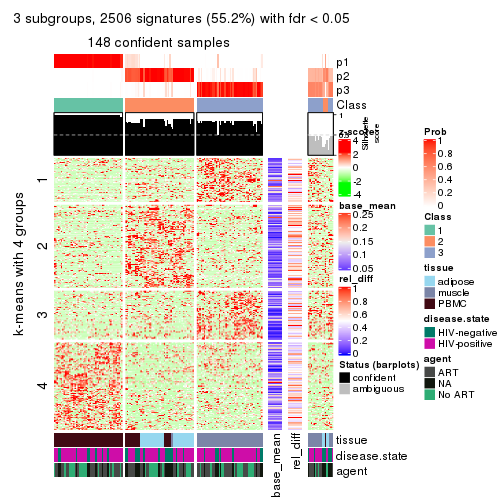 3 subgroups, 2506 signatures (55.2%) with fdr < 0.05
148 confident samples
p1
p2
p3
Class
1
Silhouette
score
k-means with 4 groups
1
2
3
4
tissue
disease.state
agent
base_mean
rel_diff
z-score
4
2
0
-2
-4
base_mean
0.25
0.2
0.15
0.1
0.05
rel_diff
1
0.8
0.6
0.4
0.2
0
Status (barplots)
confident
ambiguous
Prob
1
0.8
0.6
0.4
0.2
0
Class
1
2
3
tissue
adipose
muscle
PBMC
disease.state
HIV-negative
HIV-positive
agent
ART
NA
No ART